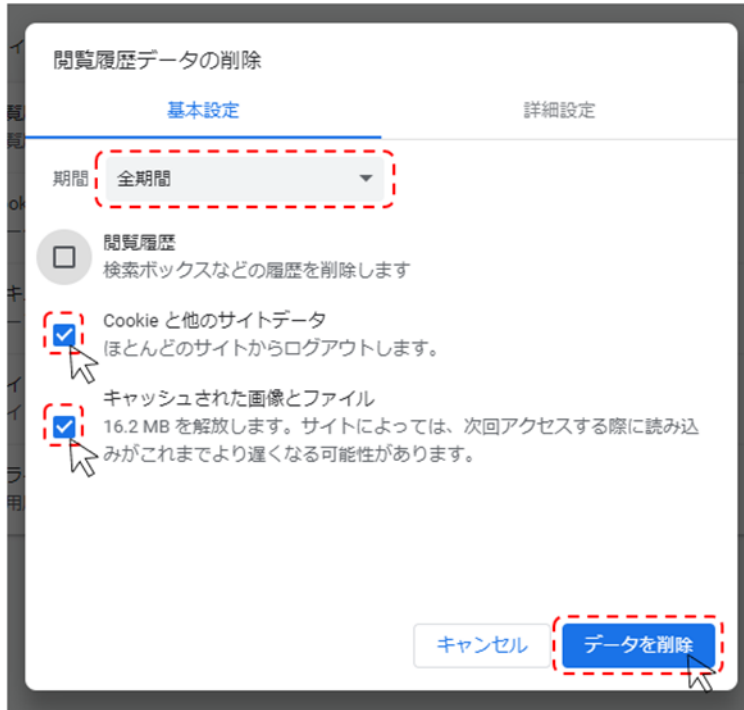 閲覧履歴データの削除
基本設定
詳細設定
期間
全期間
閲覧履歴
検索ボックスなどの履歴を削除します
Cookie と他のサイトデータ
ほとんどのサイトからログアウトします。
キャッシュされた画像とファイル
16.2 MB を解放します。サイトによっては、次回アクセスする際に読み込
みがこれまでより遅くなる可能性があります。
キャンセル
データを削除